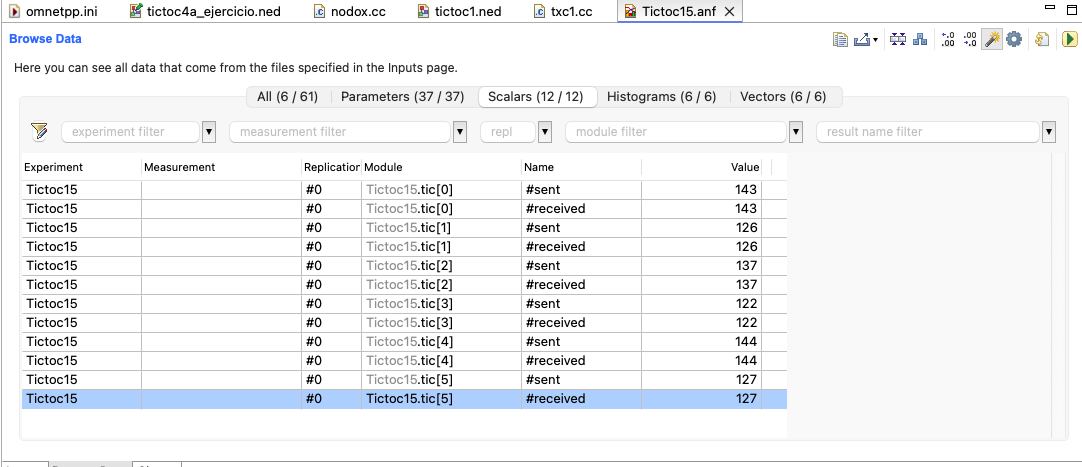 omnetpp.ini tictoc4a_ejercicio.ned nodox.cc tictoc1.ned txc1.cc Tictoc15.anf
Browse Data
Here you can see all data that come from the files specified in the Inputs page.
All (6 / 61) Parameters (37 / 37) Scalars (12 / 12) Histograms (6 / 6) Vectors (6 / 6)
experiment filter measurement filter repl module filter result name filter
Experiment Measurement Replication Module Name Value
Tictoc15 #0 Tictoc15.tic[0] #sent 143
Tictoc15 #0 Tictoc15.tic[0] #received 143
Tictoc15 #0 Tictoc15.tic[1] #sent 126
Tictoc15 #0 Tictoc15.tic[1] #received 126
Tictoc15 #0 Tictoc15.tic[2] #sent 137
Tictoc15 #0 Tictoc15.tic[2] #received 137
Tictoc15 #0 Tictoc15.tic[3] #sent 122
Tictoc15 #0 Tictoc15.tic[3] #received 122
Tictoc15 #0 Tictoc15.tic[4] #sent 144
Tictoc15 #0 Tictoc15.tic[4] #received 144
Tictoc15 #0 Tictoc15.tic[5] #sent 127
Tictoc15 #0 Tictoc15.tic[5] #received 127